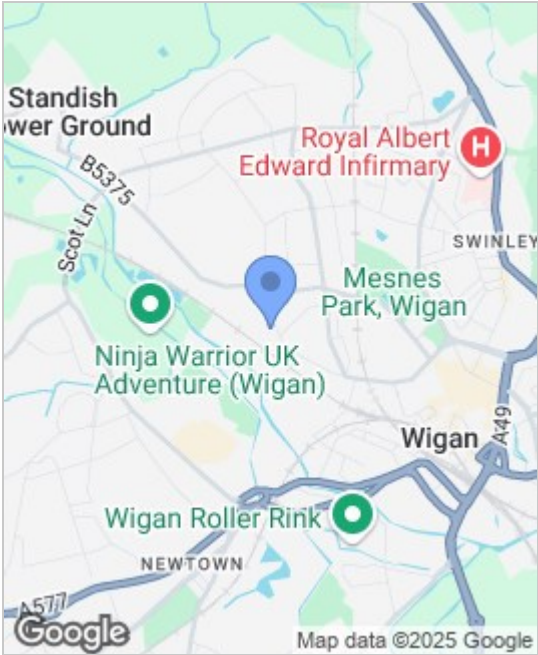 Standish
ower Ground
Royal Albert
Edward Infirmary
H
B5375
Scot Ln
SWINLEY
Mesnes
Park, Wigan
Ninja Warrior UK
Adventure (Wigan)
Wigan
A49
Wigan Roller Rink
NEWTOWN
A577
Google
Map data ©2025 Google